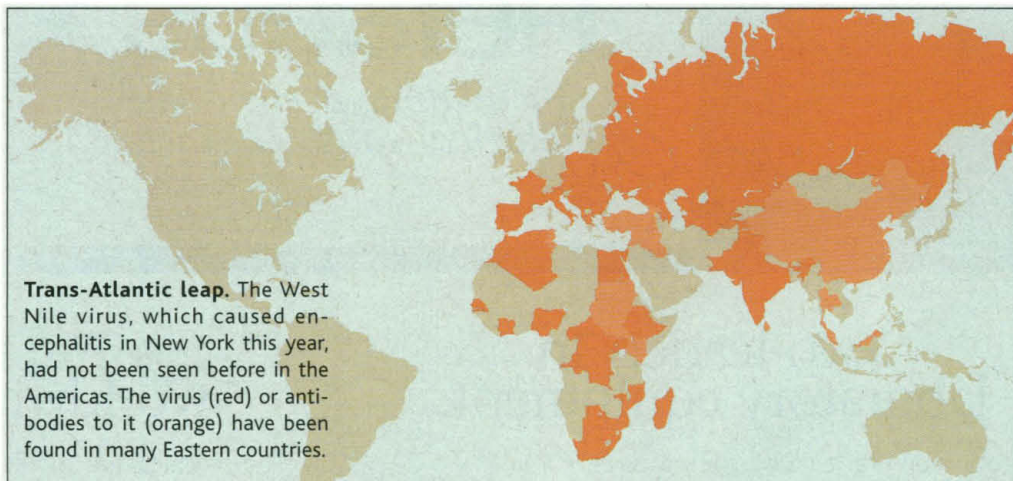 Trans-Atlantic leap. The West
Nile virus, which caused en-
cephalitis in New York this year,
had not been seen before in the
Americas. The virus (red) or anti-
bodies to it (orange) have been
found in many Eastern countries.